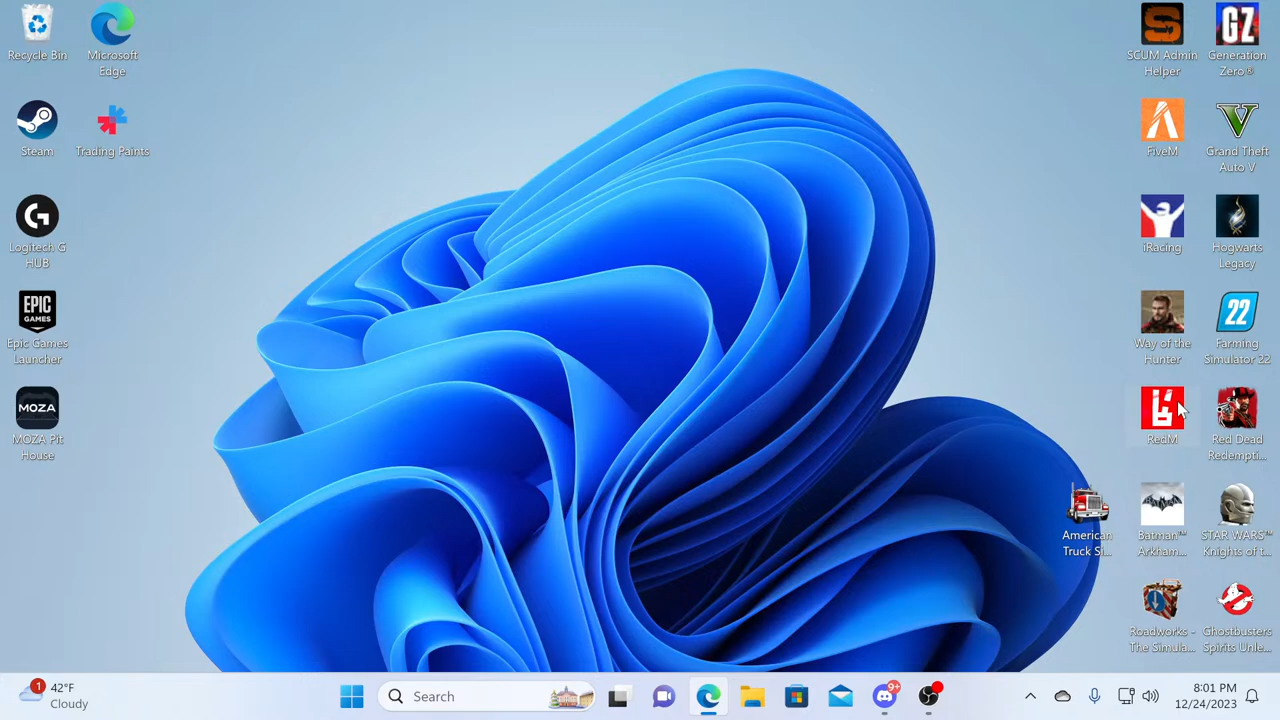 Recycle Bin
Microsoft
Edge
Steam
Trading Paints
G
Logitech G
HUB
EPIC
GAMES
Epic Games
Launcher
MOZA
MOZA Pit
House
S
SCUM Admin
Helper
GZ
Generation
Zero®
FiveM
V
Grand Theft
Auto V
iRacing
Hogwarts
Legacy
Way of the
Hunter
22
Farming
Simulator 22
RedM
Red Dead
Redempti...
American
Truck Si...
Batman™
Arkham...
STAR WARS™
Knights of t...
Roadworks -
The Simula...
Ghostbusters
Spirits Unle...
1
42°F
Cloudy
Search
9+
8:01 PM
12/24/2023